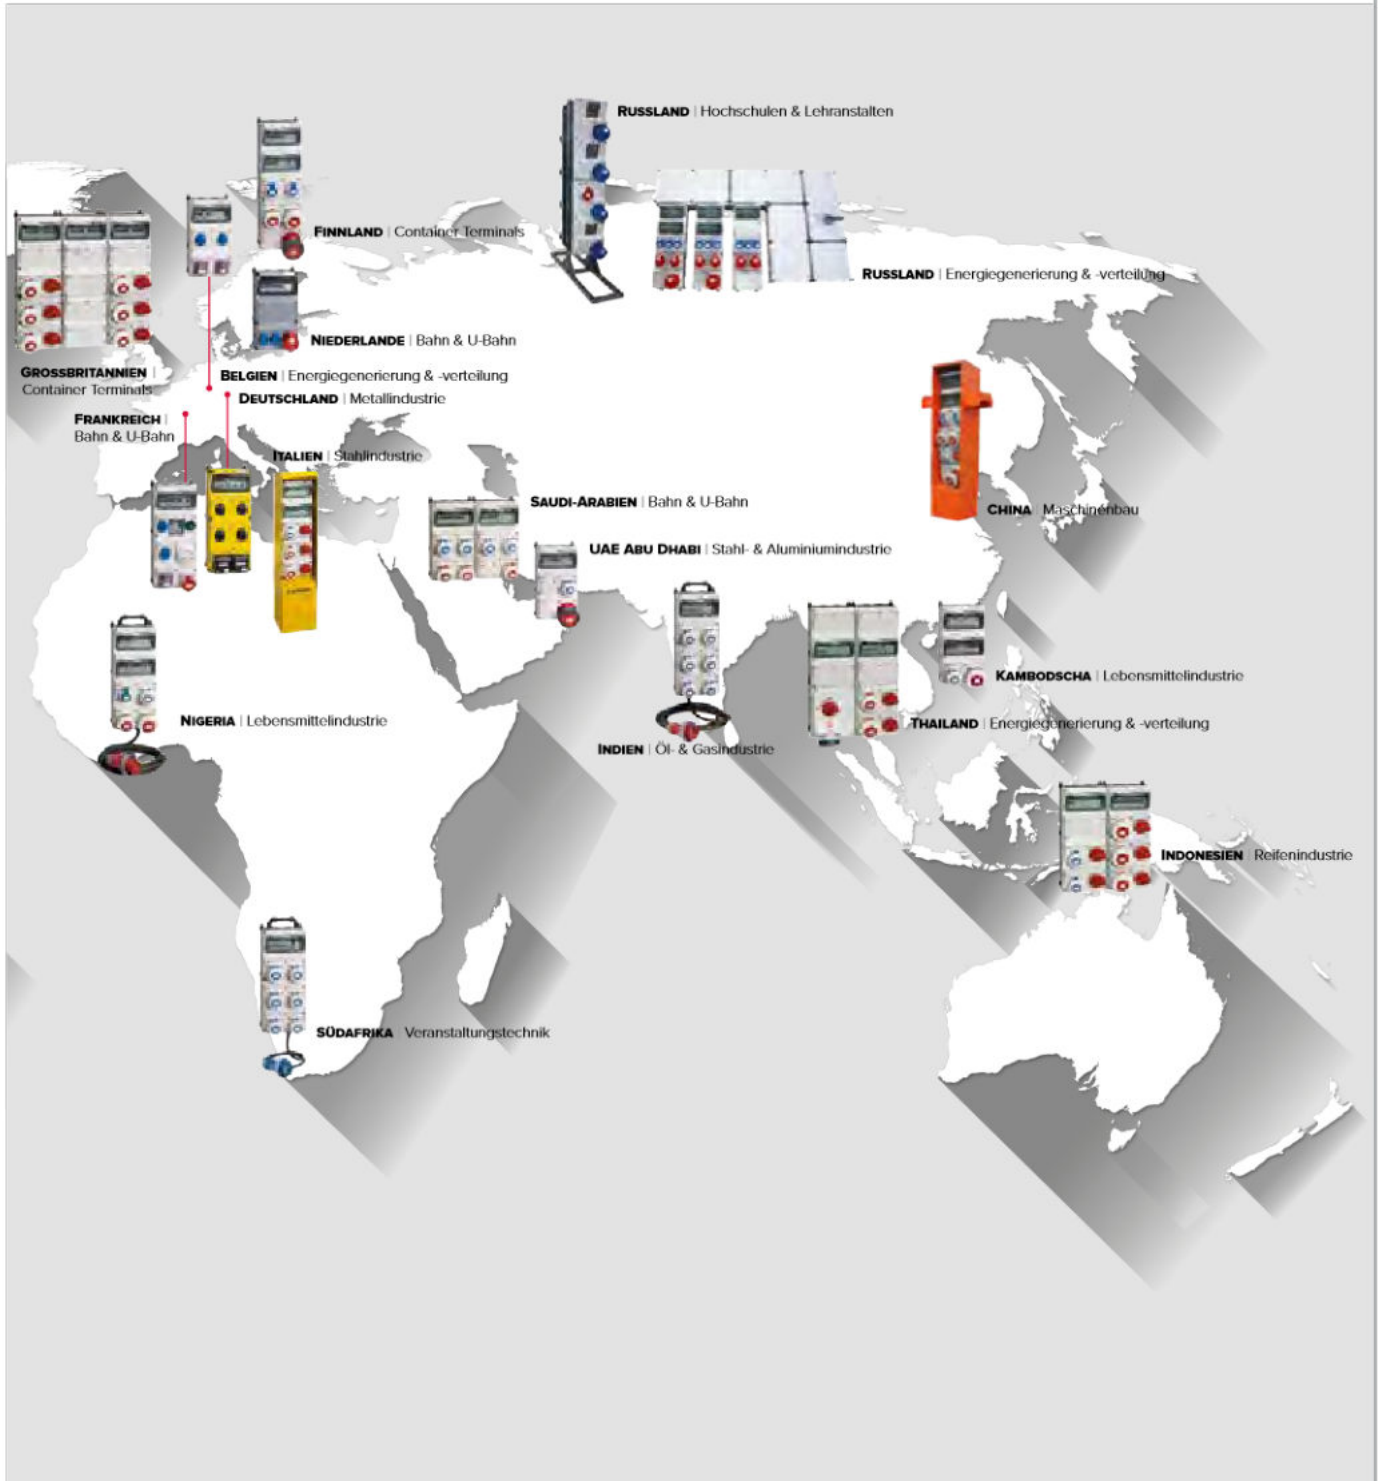 RUSSLAND | Hochschulen & Lehranstalten
FINNLAND | Container Terminals
RUSSLAND | Energiegenerierung & -verteilung
NIEDERLANDE | Bahn & U-Bahn
GROSSBRITANNIEN |
Container Terminals
BELGIEN | Energiegenerierung & -verteilung
DEUTSCHLAND | Metallindustrie
FRANKREICH |
Bahn & U-Bahn
ITALIEN | Stahlindustrie
SAUDI-ARABIEN | Bahn & U-Bahn
CHINA | Maschinenbau
UAE ABU DHABI | Stahl- & Aluminiumindustrie
KAMBODSCHA | Lebensmittelindustrie
NIGERIA | Lebensmittelindustrie
THAILAND | Energiegenerierung & -verteilung
INDIEN | Öl- & Gasindustrie
INDONESIEN | Reifenindustrie
SÜDAFRIKA | Veranstaltungstechnik